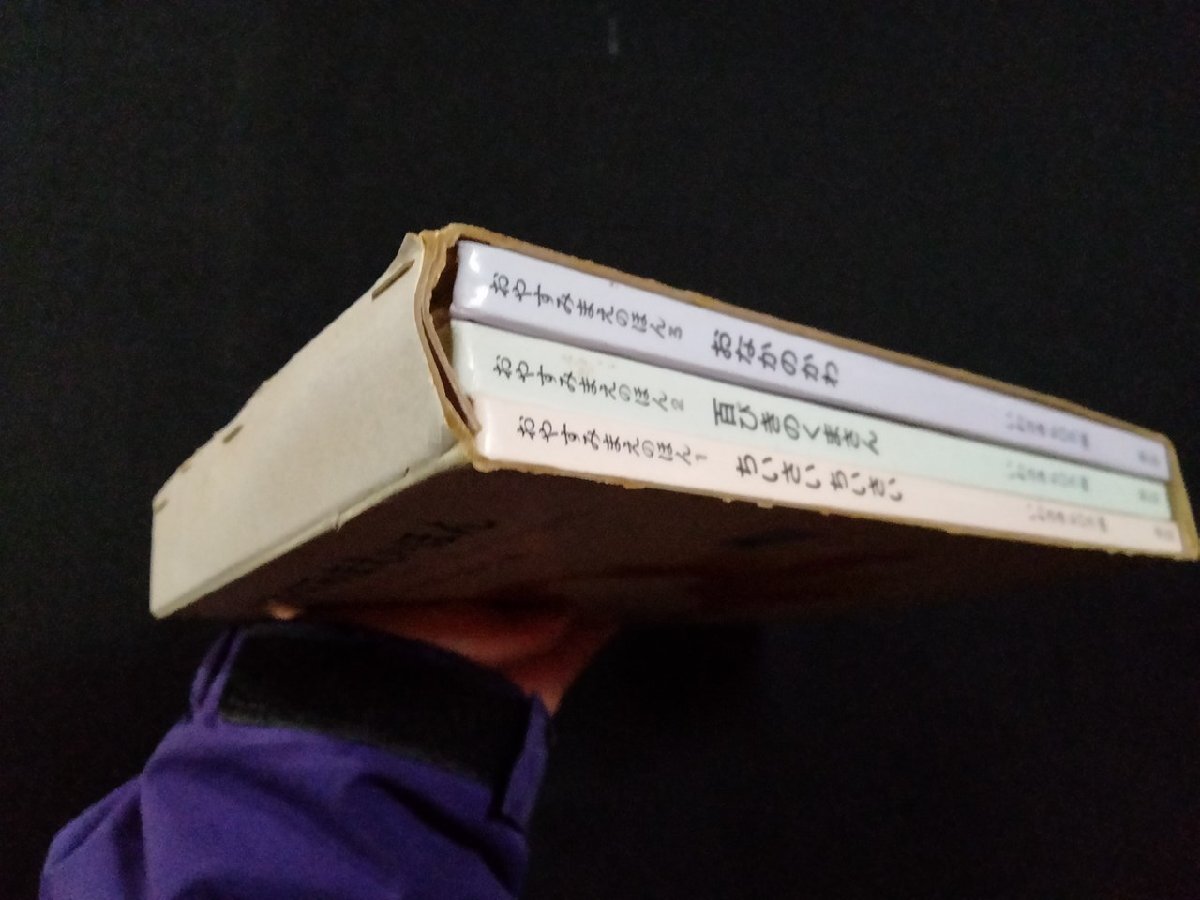 おやすみまえのほん3 おなかのかわ
おやすみまえのほん2 百ぴきのくまさん
おやすみまえのほん1 ちいさい ちいさい